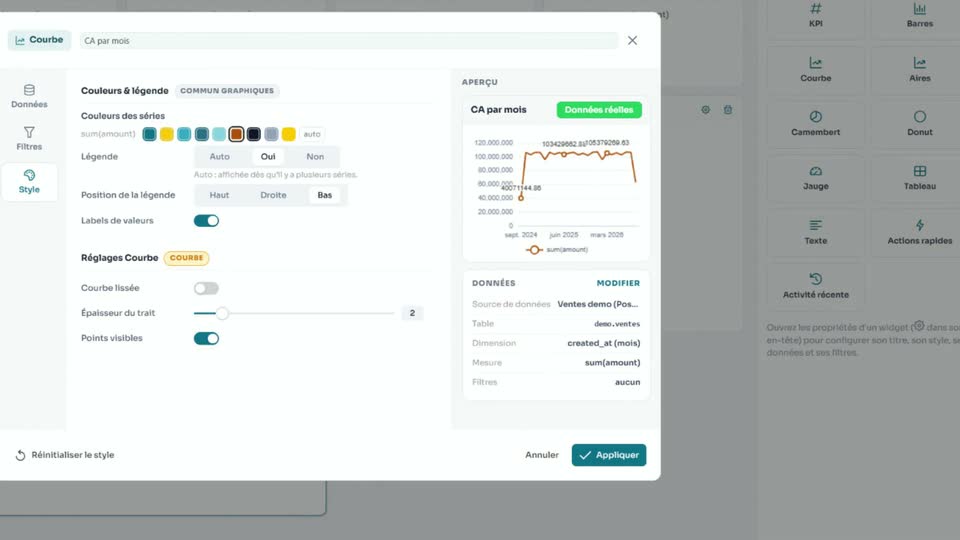 Courbe
CA par mois
Données
Filtres
Style
Couleurs & légende COMMUN GRAPHIQUES
Couleurs des séries
sum(amount) auto
Légende Auto Oui Non
Auto : affichée dès qu'il y a plusieurs séries.
Position de la légende Haut Droite Bas
Labels de valeurs
Réglages Courbe COURBE
Courbe lissée
Épaisseur du trait 2
Points visibles
Réinitialiser le style
Annuler Appliquer
APERÇU
CA par mois Données réelles
120,000,000
100,000,000
80,000,000
60,000,000
40,000,000
20,000,000
0
40071144.86
sept. 2024 juin 2025 mars 2026
sum(amount)
DONNÉES MODIFIER
Source de données Ventes demo (Pos...
Table demo.ventes
Dimension created_at (mois)
Mesure sum(amount)
Filtres aucun
KPI Barres
Courbe Aires
Camembert Donut
Jauge Tableau
Texte Actions rapides
Activité récente
Ouvrez les propriétés d'un widget ( dans so
en-tête) pour configurer son titre, son style, se
données et ses filtres.